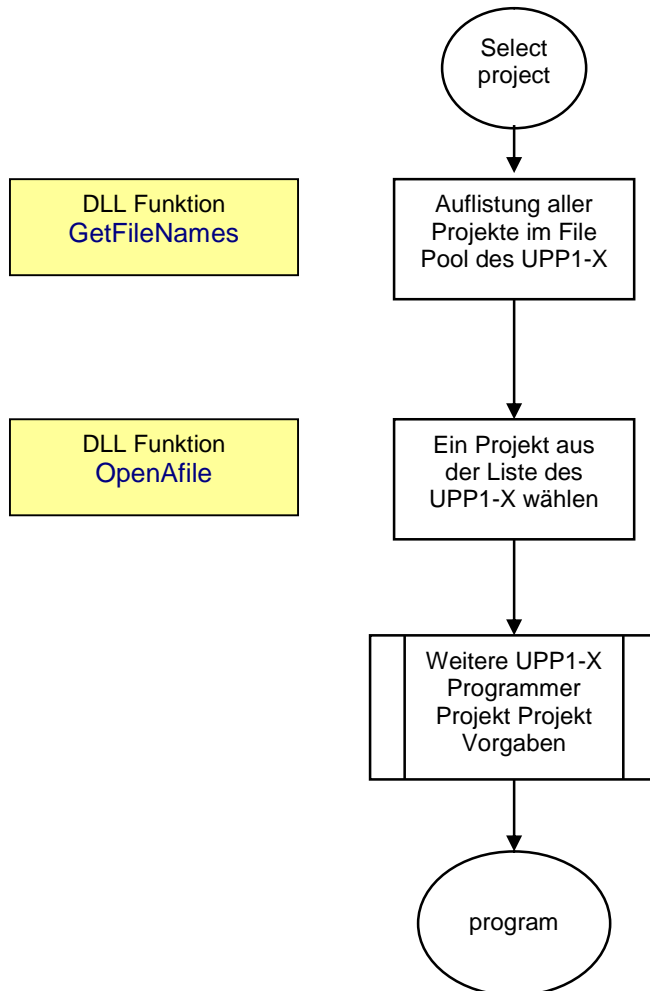 Select
project
DLL Funktion
GetFileNames
Auflistung aller
Projekte im File
Pool des UPP1-X
DLL Funktion
OpenAfile
Ein Projekt aus
der Liste des
UPP1-X wählen
Weitere UPP1-X
Programmer
Projekt Projekt
Vorgaben
program